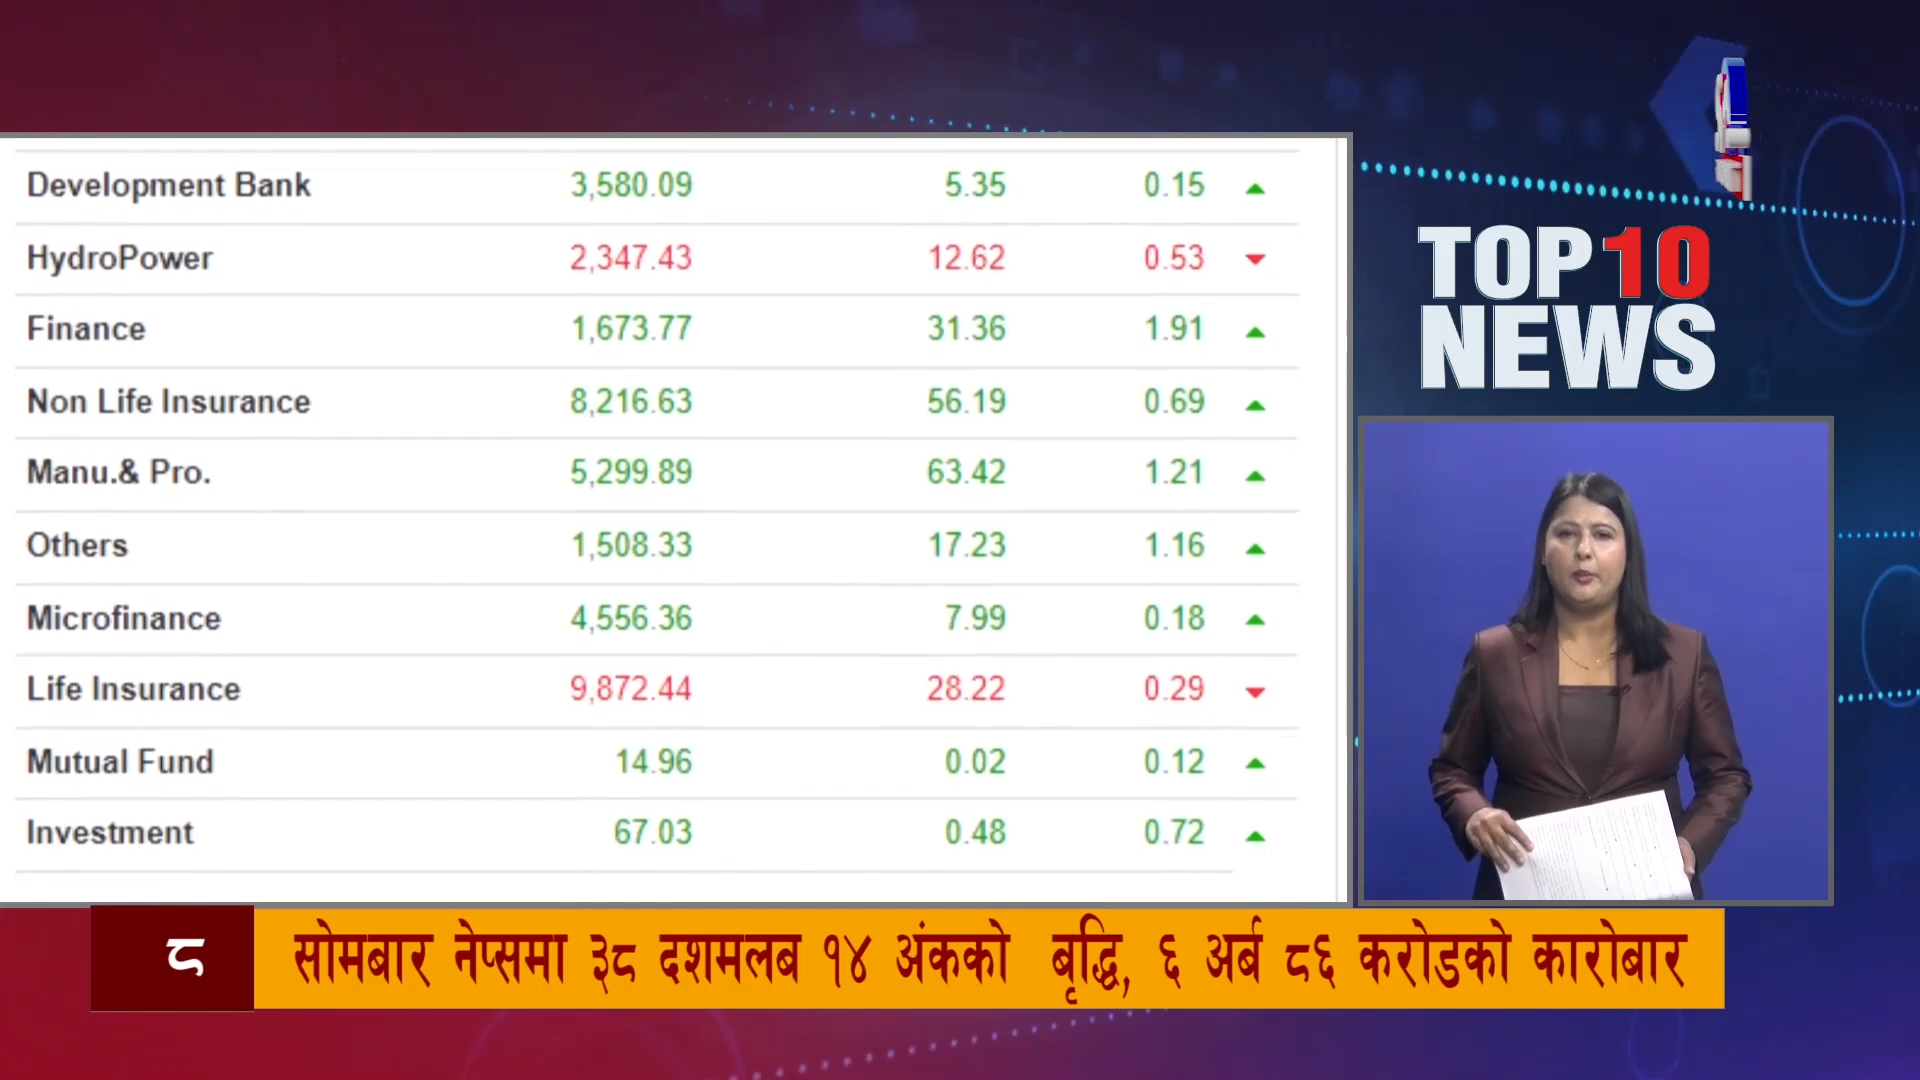 Development Bank 3,580.09 5.35 0.15
HydroPower 2,347.43 12.62 0.53
Finance 1,673.77 31.36 1.91
Non Life Insurance 8,216.63 56.19 0.69
Manu.& Pro. 5,299.89 63.42 1.21
Others 1,508.33 17.23 1.16
Microfinance 4,556.36 7.99 0.18
Life Insurance 9,872.44 28.22 0.29
Mutual Fund 14.96 0.02 0.12
Investment 67.03 0.48 0.72
TOP 10
NEWS
८ सोमबार नेप्समा ३८ दशमलब १४ अंकको बृद्धि, ६ अर्ब ८६ करोडको कारोबार